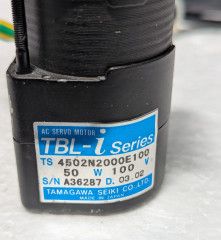 AC SERVO MOTOR
TBL-i Series
TS 4502N2000E100
50 W 100 V
S/N A36287 D. 03.02
TAMAGAWA SEIKI CO., LTD.
MADE IN JAPAN